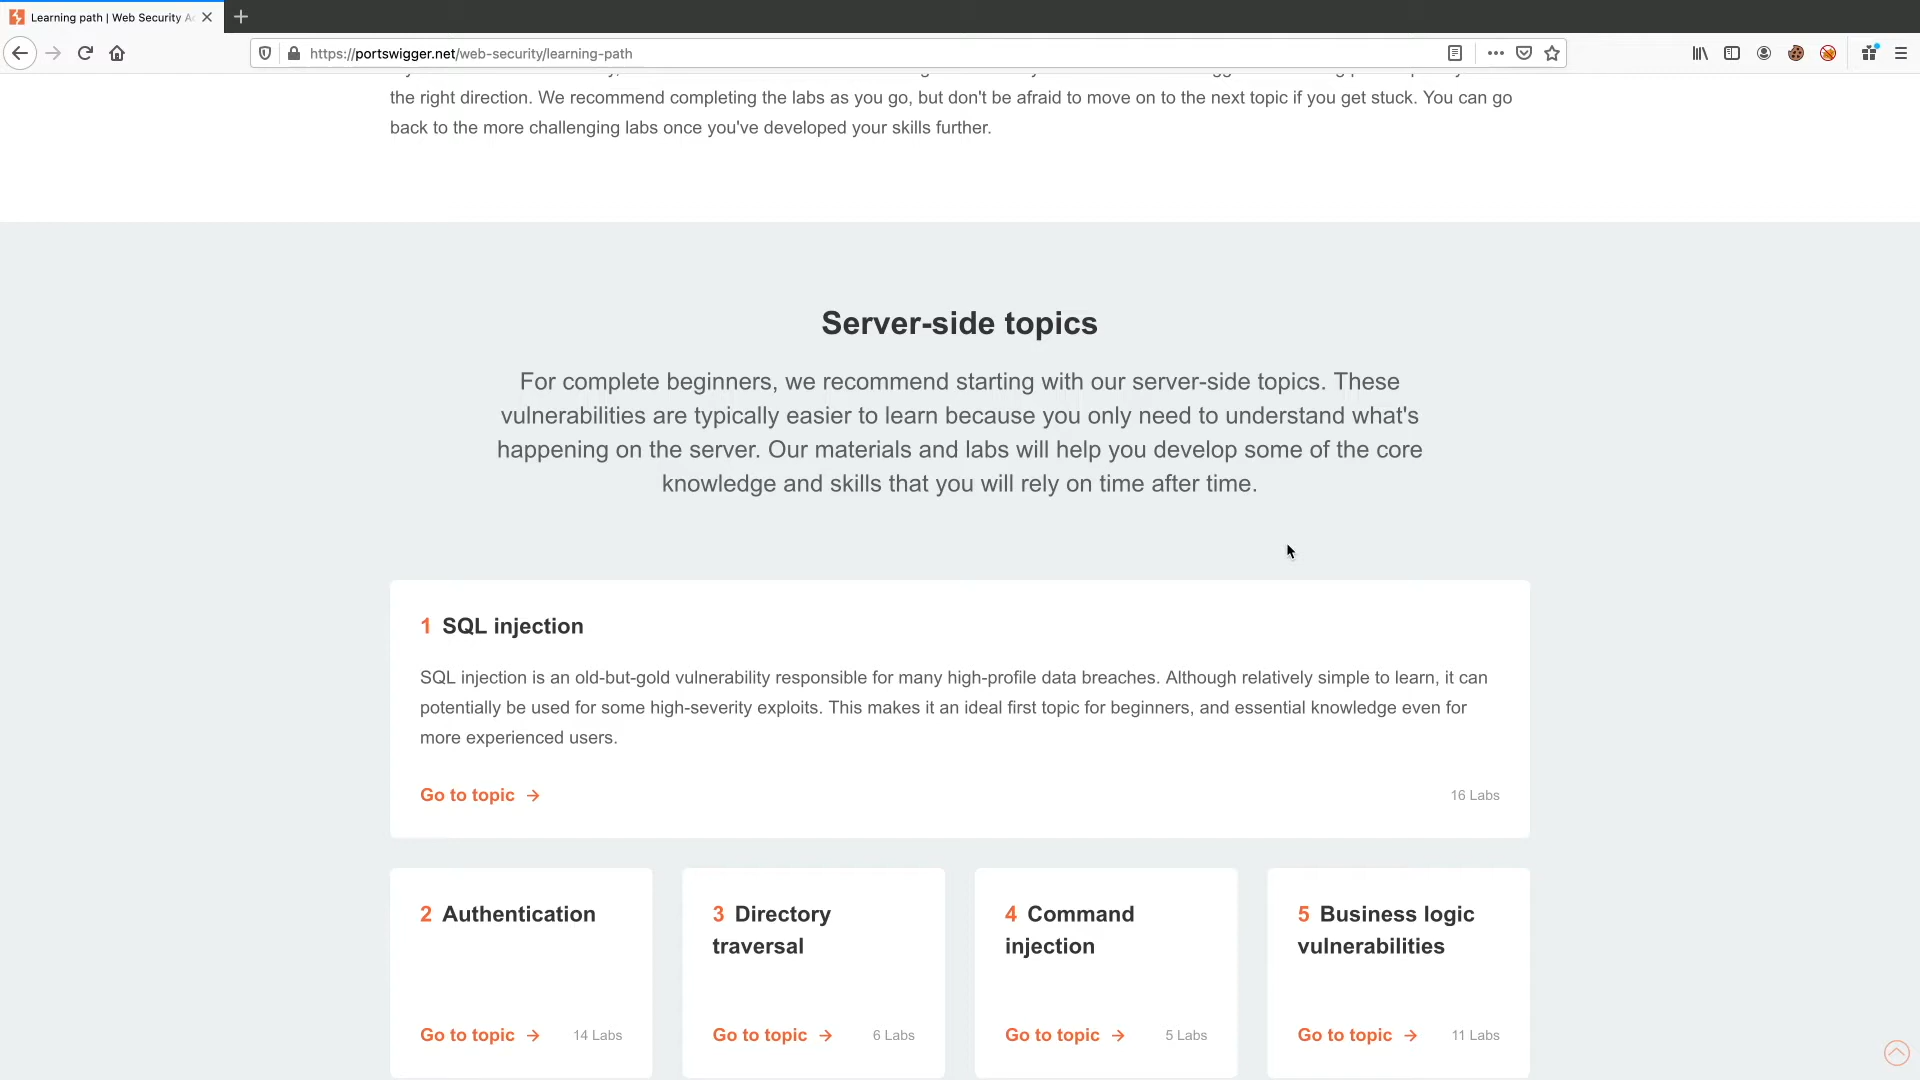 Learning path | Web Security Ac
https://portswigger.net/web-security/learning-path
the right direction. We recommend completing the labs as you go, but don't be afraid to move on to the next topic if you get stuck. You can go
back to the more challenging labs once you've developed your skills further.
Server-side topics
For complete beginners, we recommend starting with our server-side topics. These
vulnerabilities are typically easier to learn because you only need to understand what's
happening on the server. Our materials and labs will help you develop some of the core
knowledge and skills that you will rely on time after time.
1 SQL injection
SQL injection is an old-but-gold vulnerability responsible for many high-profile data breaches. Although relatively simple to learn, it can
potentially be used for some high-severity exploits. This makes it an ideal first topic for beginners, and essential knowledge even for
more experienced users.
Go to topic →
16 Labs
2 Authentication
Go to topic →
14 Labs
3 Directory
traversal
Go to topic →
6 Labs
4 Command
injection
Go to topic →
5 Labs
5 Business logic
vulnerabilities
Go to topic →
11 Labs